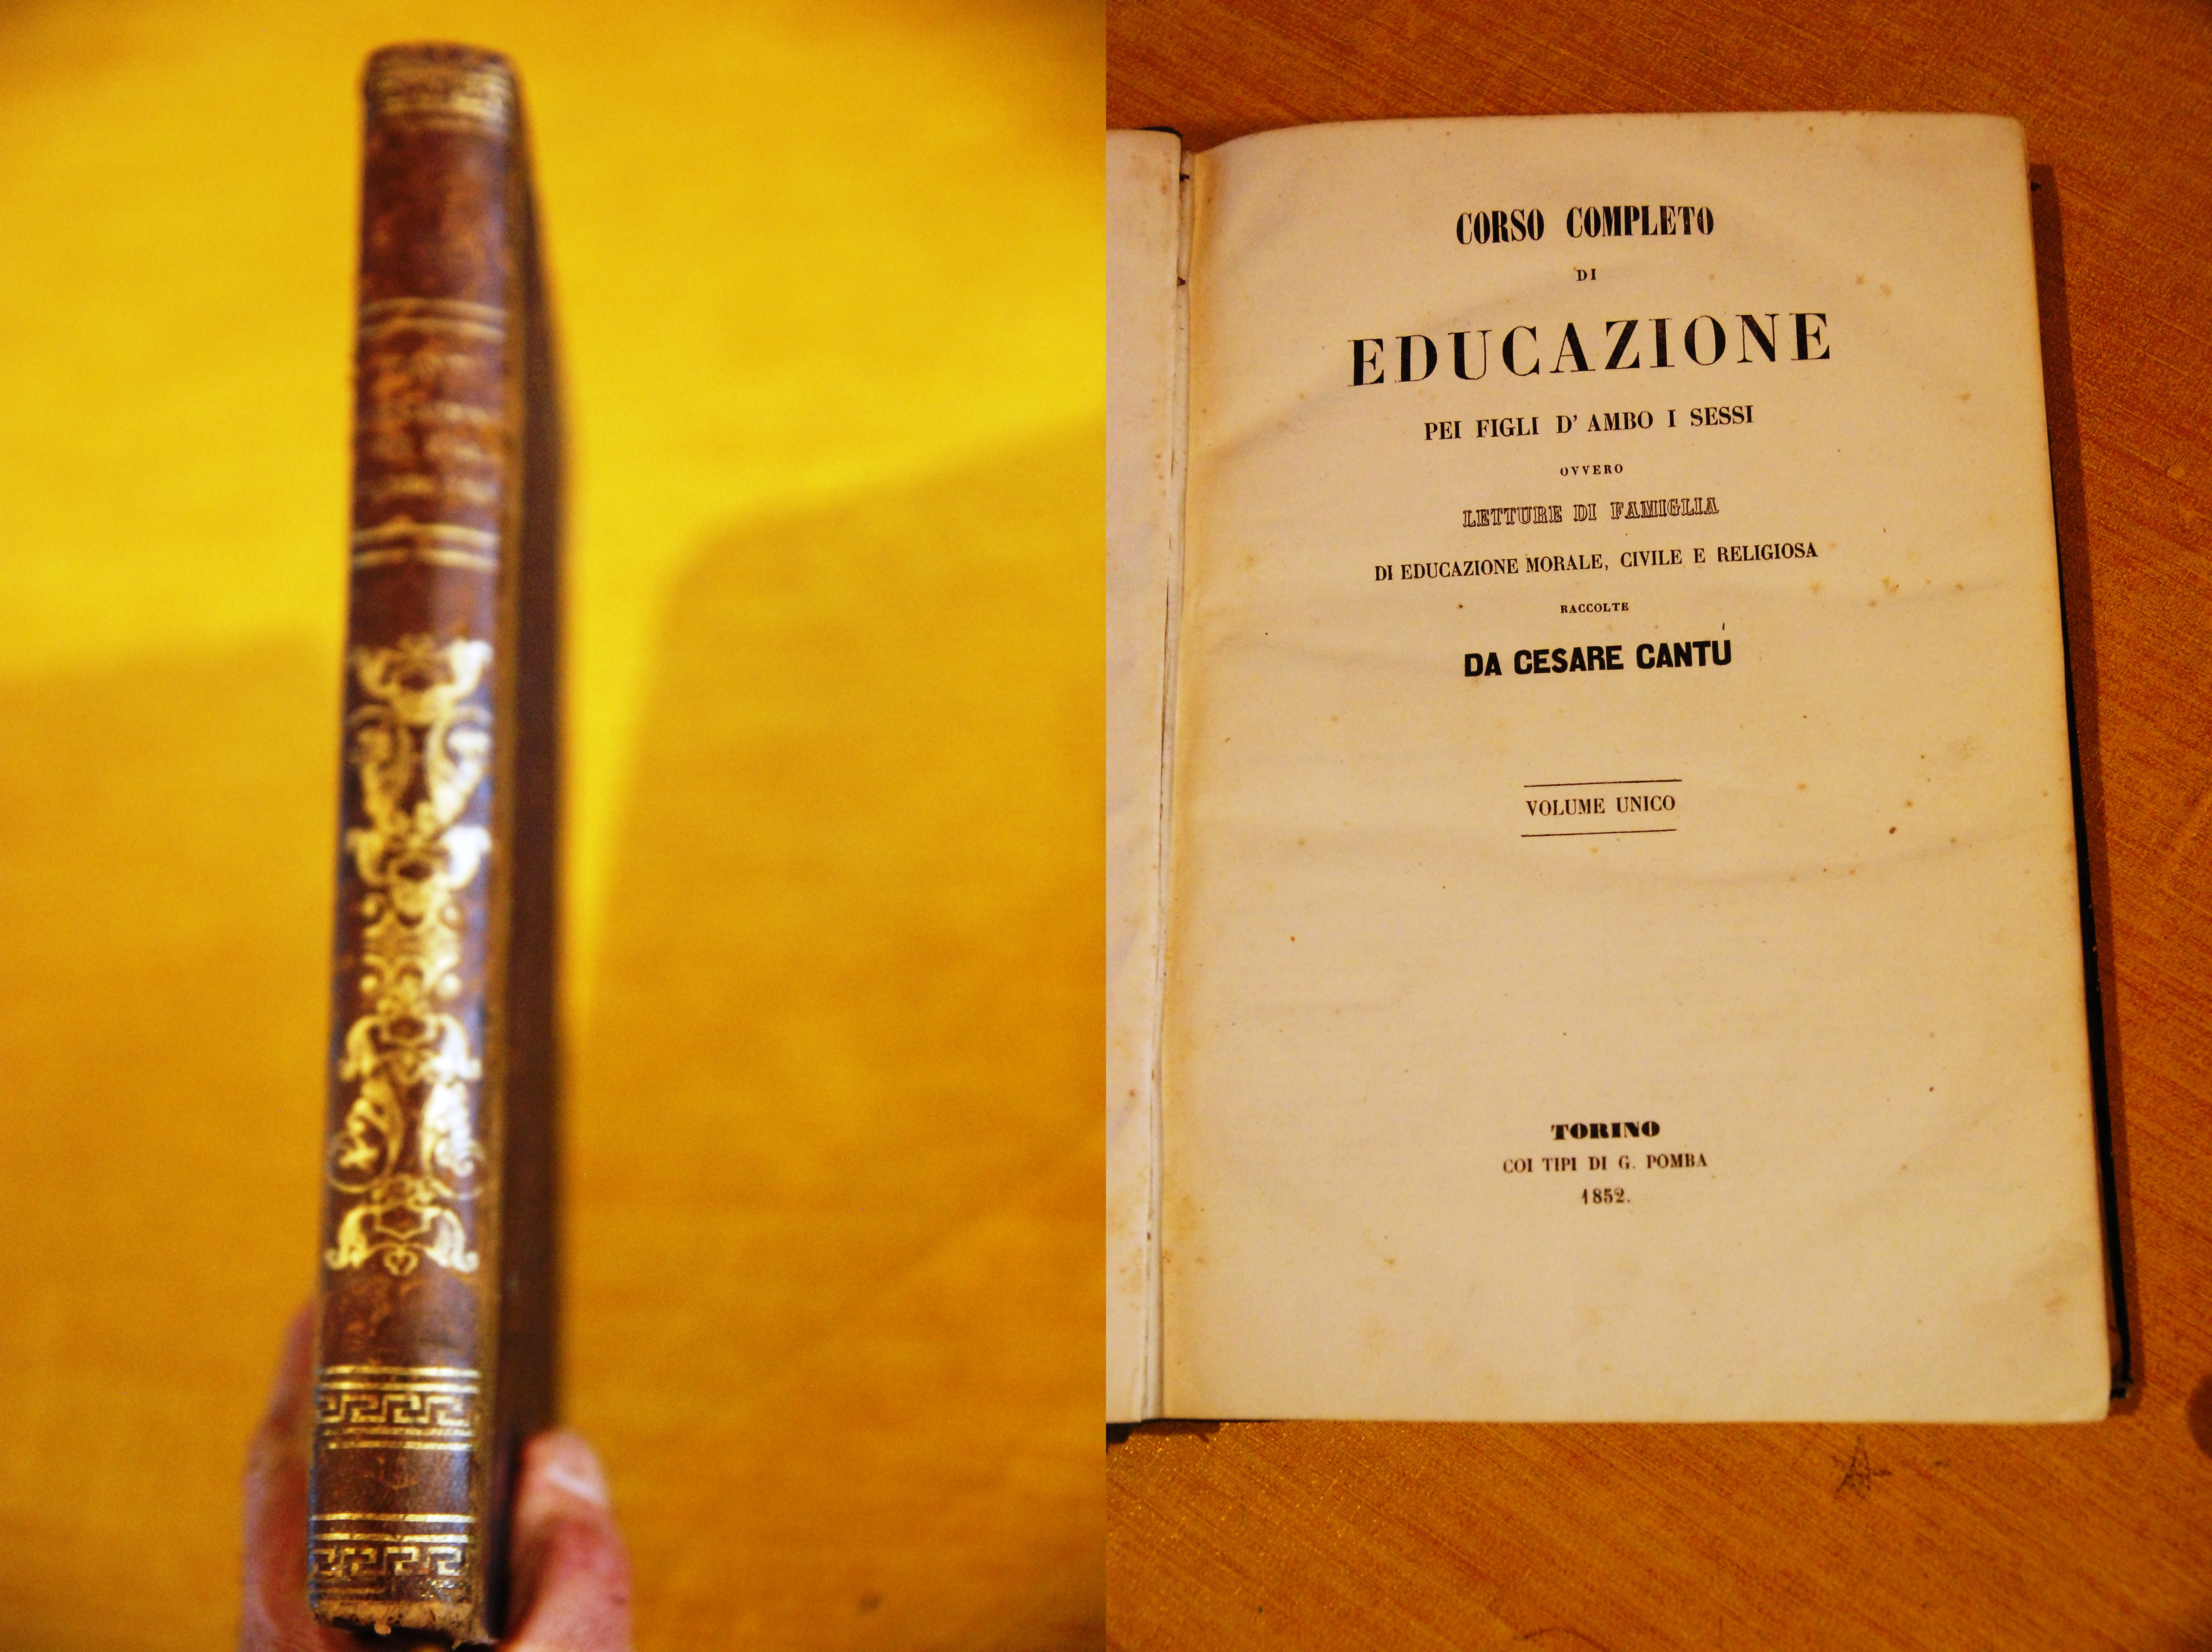 CORSO COMPLETO
DI
EDUCAZIONE
PEI FIGLI D' AMBO I SESSI
OVVERO
LETTURE DI FAMIGLIA
DI EDUCAZIONE MORALE, CIVILE E RELIGIOSA
RACCOLTE
DA CESARE CANTÚ
VOLUME UNICO
TORINO
COI TIPI DI G. POMBA
1852.